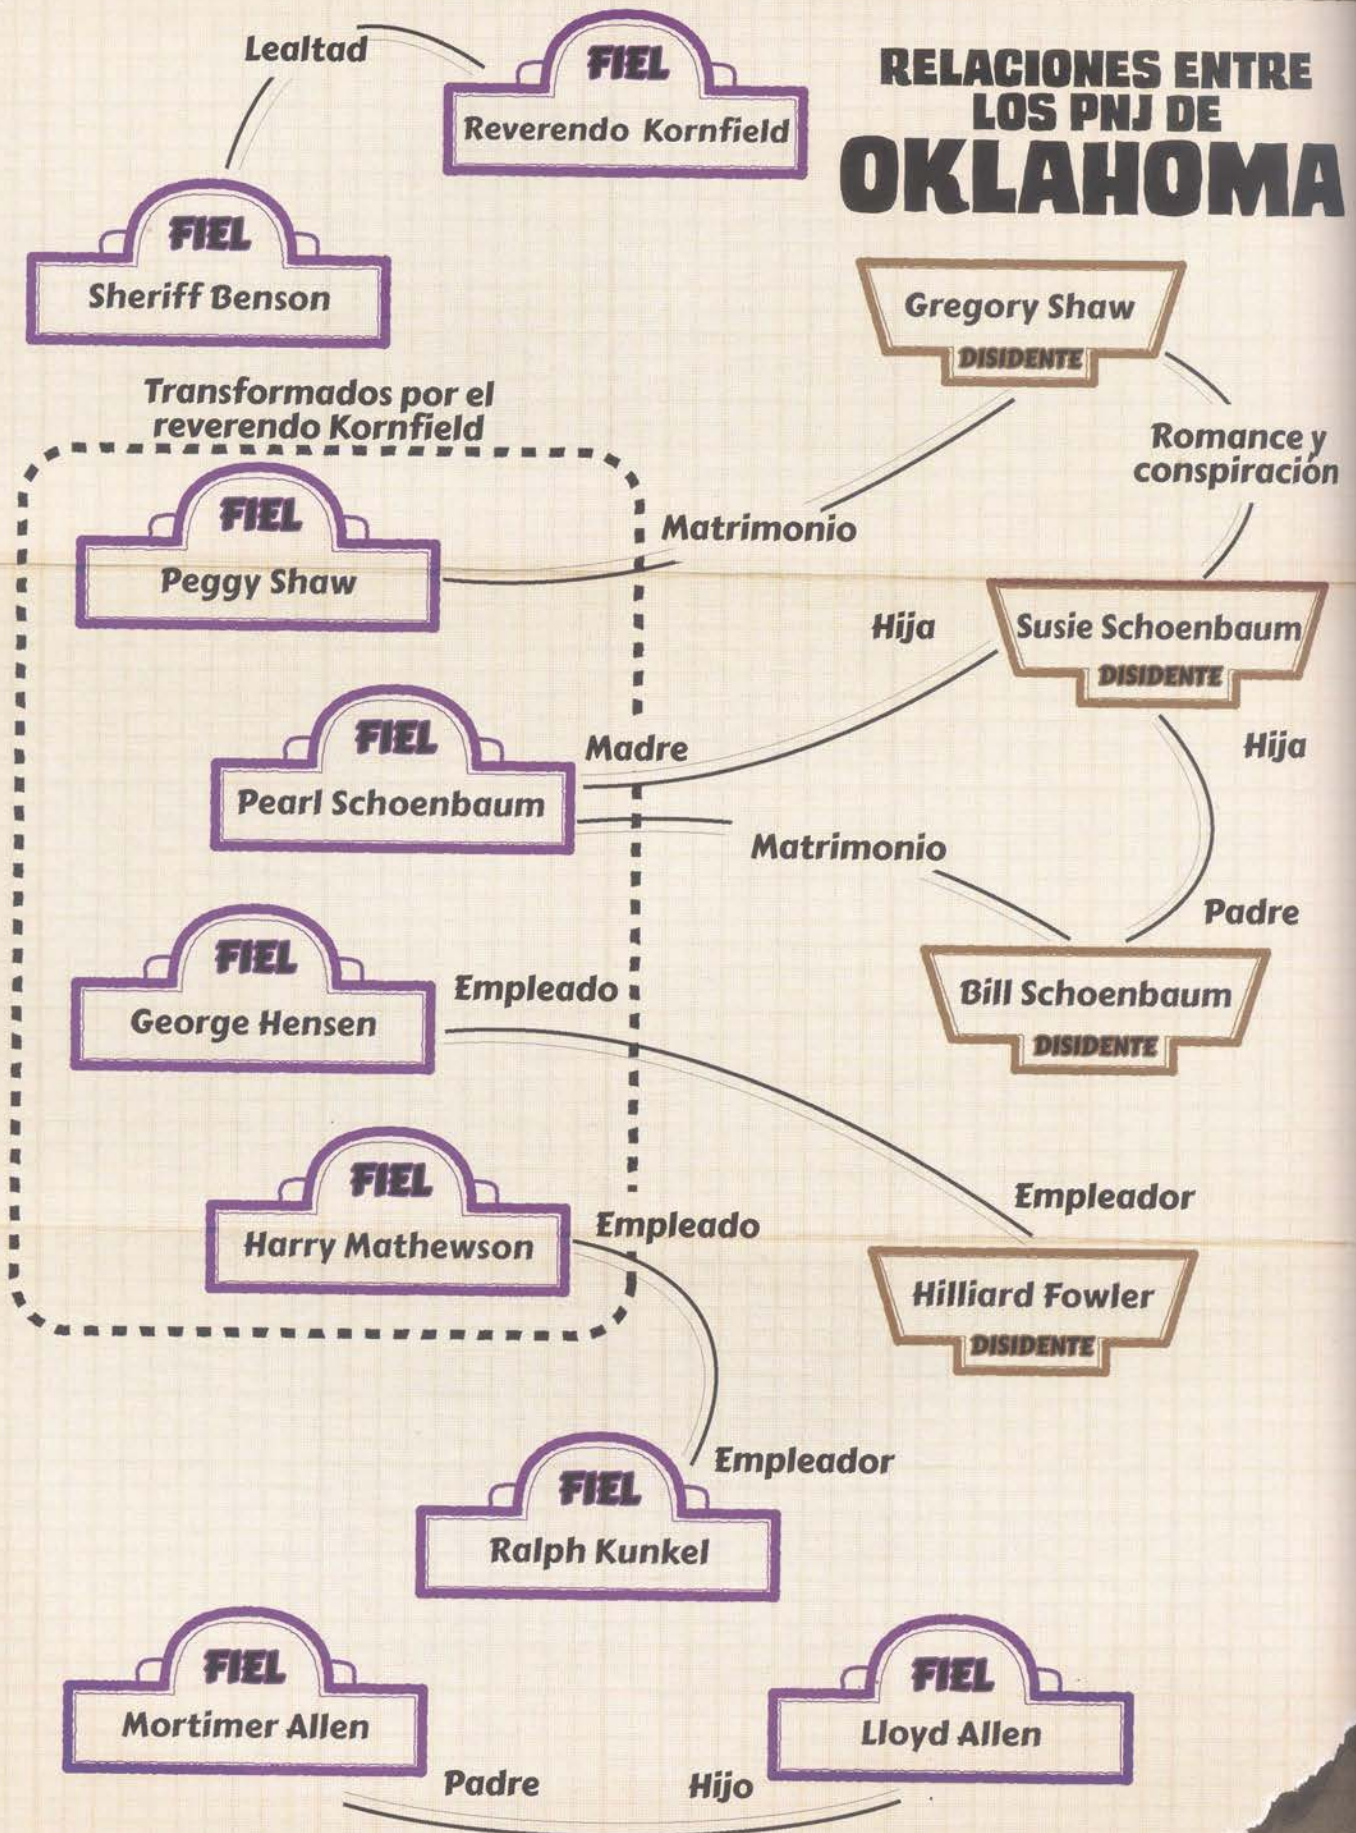 Lealtad
FIEL
Reverendo Kornfield
RELACIONES ENTRE
LOS PNJ DE
OKLAHOMA
FIEL
Sheriff Benson
Gregory Shaw
DISIDENTE
Transformados por el
reverendo Kornfield
Romance y
conspiración
FIEL
Peggy Shaw
Matrimonio
Hija
Susie Schoenbaum
DISIDENTE
FIEL
Pearl Schoenbaum
Madre
Hija
Matrimonio
Padre
FIEL
George Hensen
Empleado
Bill Schoenbaum
DISIDENTE
FIEL
Harry Mathewson
Empleado
Empleador
Hilliard Fowler
DISIDENTE
FIEL
Ralph Kunkel
Empleador
FIEL
Mortimer Allen
FIEL
Lloyd Allen
Padre
Hijo